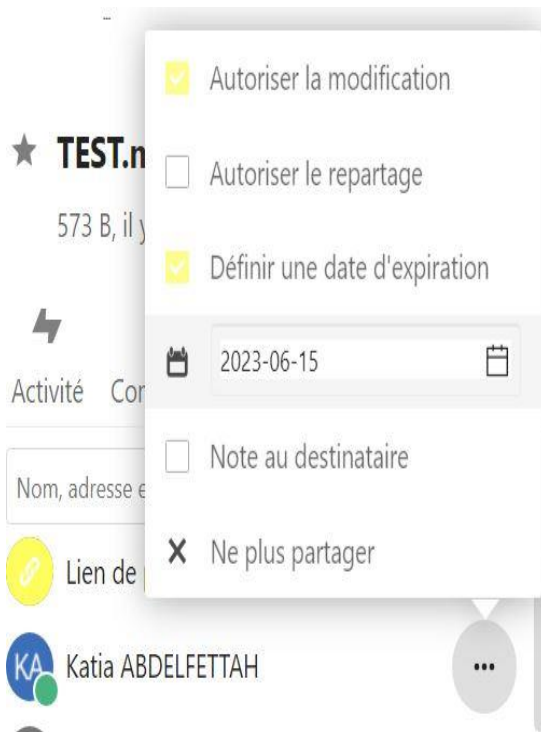 Autoriser la modification
TEST.
Autoriser le repartage
573 B, il
Définir une date d'expiration
2023-06-15
Activité
Note au destinataire
Nom, adresse
Lien de
Ne plus partager
KA Katia ABDELFETTAH